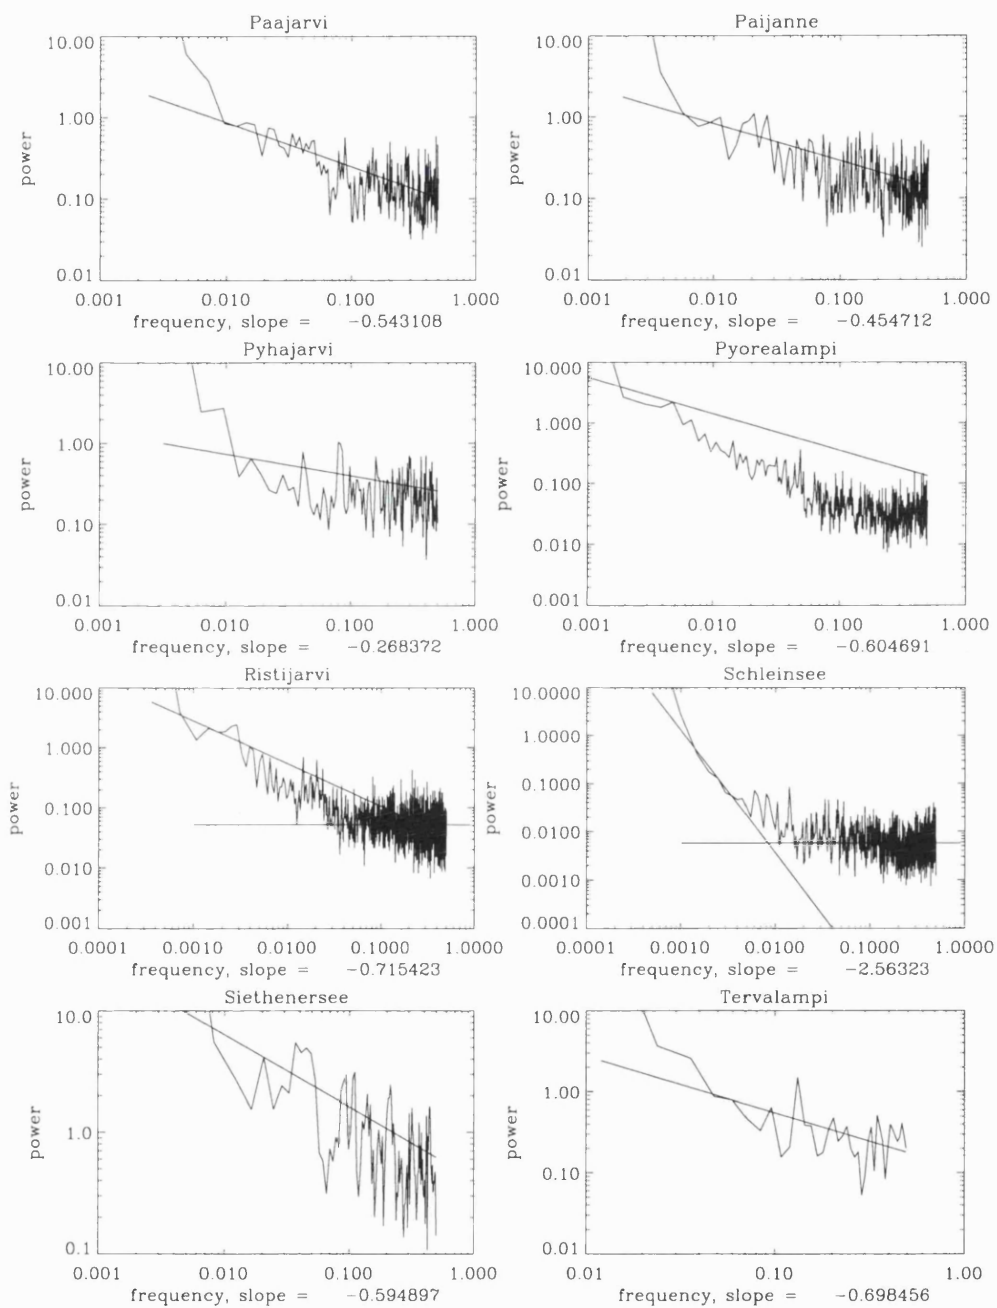 Paajarvi
10.00
1.00
0.10
0.01
power
0.001 0.010 0.100 1.000
frequency, slope = -0.543108
Paijanne
10.00
1.00
0.10
0.01
power
0.001 0.010 0.100 1.000
frequency, slope = -0.454712
Pyhajarvi
10.00
1.00
0.10
0.01
power
0.001 0.010 0.100 1.000
frequency, slope = -0.268372
Pyorealampi
10.000
1.000
0.100
0.010
0.001
power
0.001 0.010 0.100 1.000
frequency, slope = -0.604691
Ristijarvi
10.000
1.000
0.100
0.010
0.001
power
0.0001 0.0010 0.0100 0.1000 1.0000
frequency, slope = -0.715423
Schleinsee
10.0000
1.0000
0.1000
0.0100
0.0010
0.0001
power
0.0001 0.0010 0.0100 0.1000 1.0000
frequency, slope = -2.56323
Siethenersee
10.0
1.0
0.1
power
0.001 0.010 0.100 1.000
frequency, slope = -0.594897
Tervalampi
10.00
1.00
0.10
0.01
power
0.01 0.10 1.00
frequency, slope = -0.698456